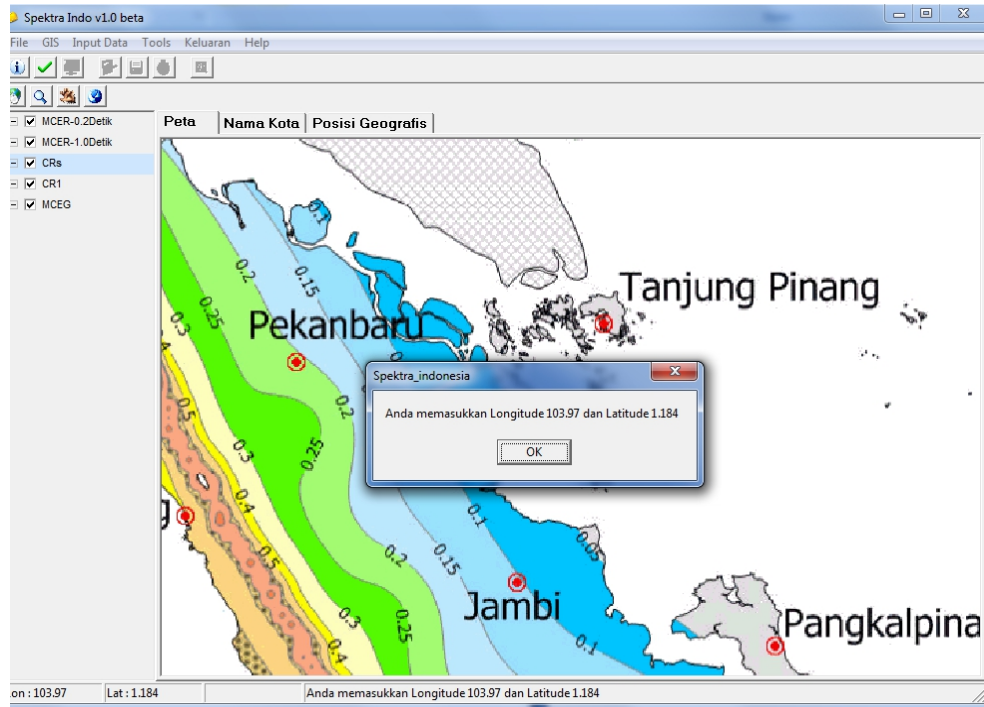 Spektra Indo v1.0 beta
File GIS Input Data Tools Keluaran Help
MCER-0.2Detik
MCER-1.0Detik
CRs
CR1
MCEG
Peta Nama Kota Posisi Geografis
0.1
0.2
0.15
Tanjung Pinang
0.25
0.3
Pekanbaru
Spektra_indonesia
Anda memasukkan Longitude 103.97 dan Latitude 1.184
OK
0.2
0.5
0.3
0.25
0.4
0.1
0.05
0.5
0.2
0.15
Jambi
0.3
0.25
Pangkalpina
0.4
0.1
on : 103.97 Lat : 1.184 Anda memasukkan Longitude 103.97 dan Latitude 1.184